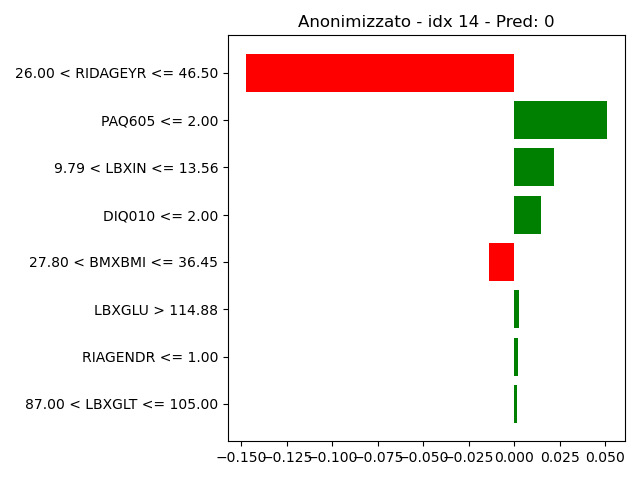 Anonimizzato - idx 14 - Pred: 0
26.00 < RIDAGEYR <= 46.50
PAQ605 <= 2.00
9.79 < LBXIN <= 13.56
DIQ010 <= 2.00
27.80 < BMXBMI <= 36.45
LBXGLU > 114.88
RIAGENDR <= 1.00
87.00 < LBXGLT <= 105.00
−0.150 −0.125 −0.100 −0.075 −0.050 −0.025 0.000 0.025 0.050